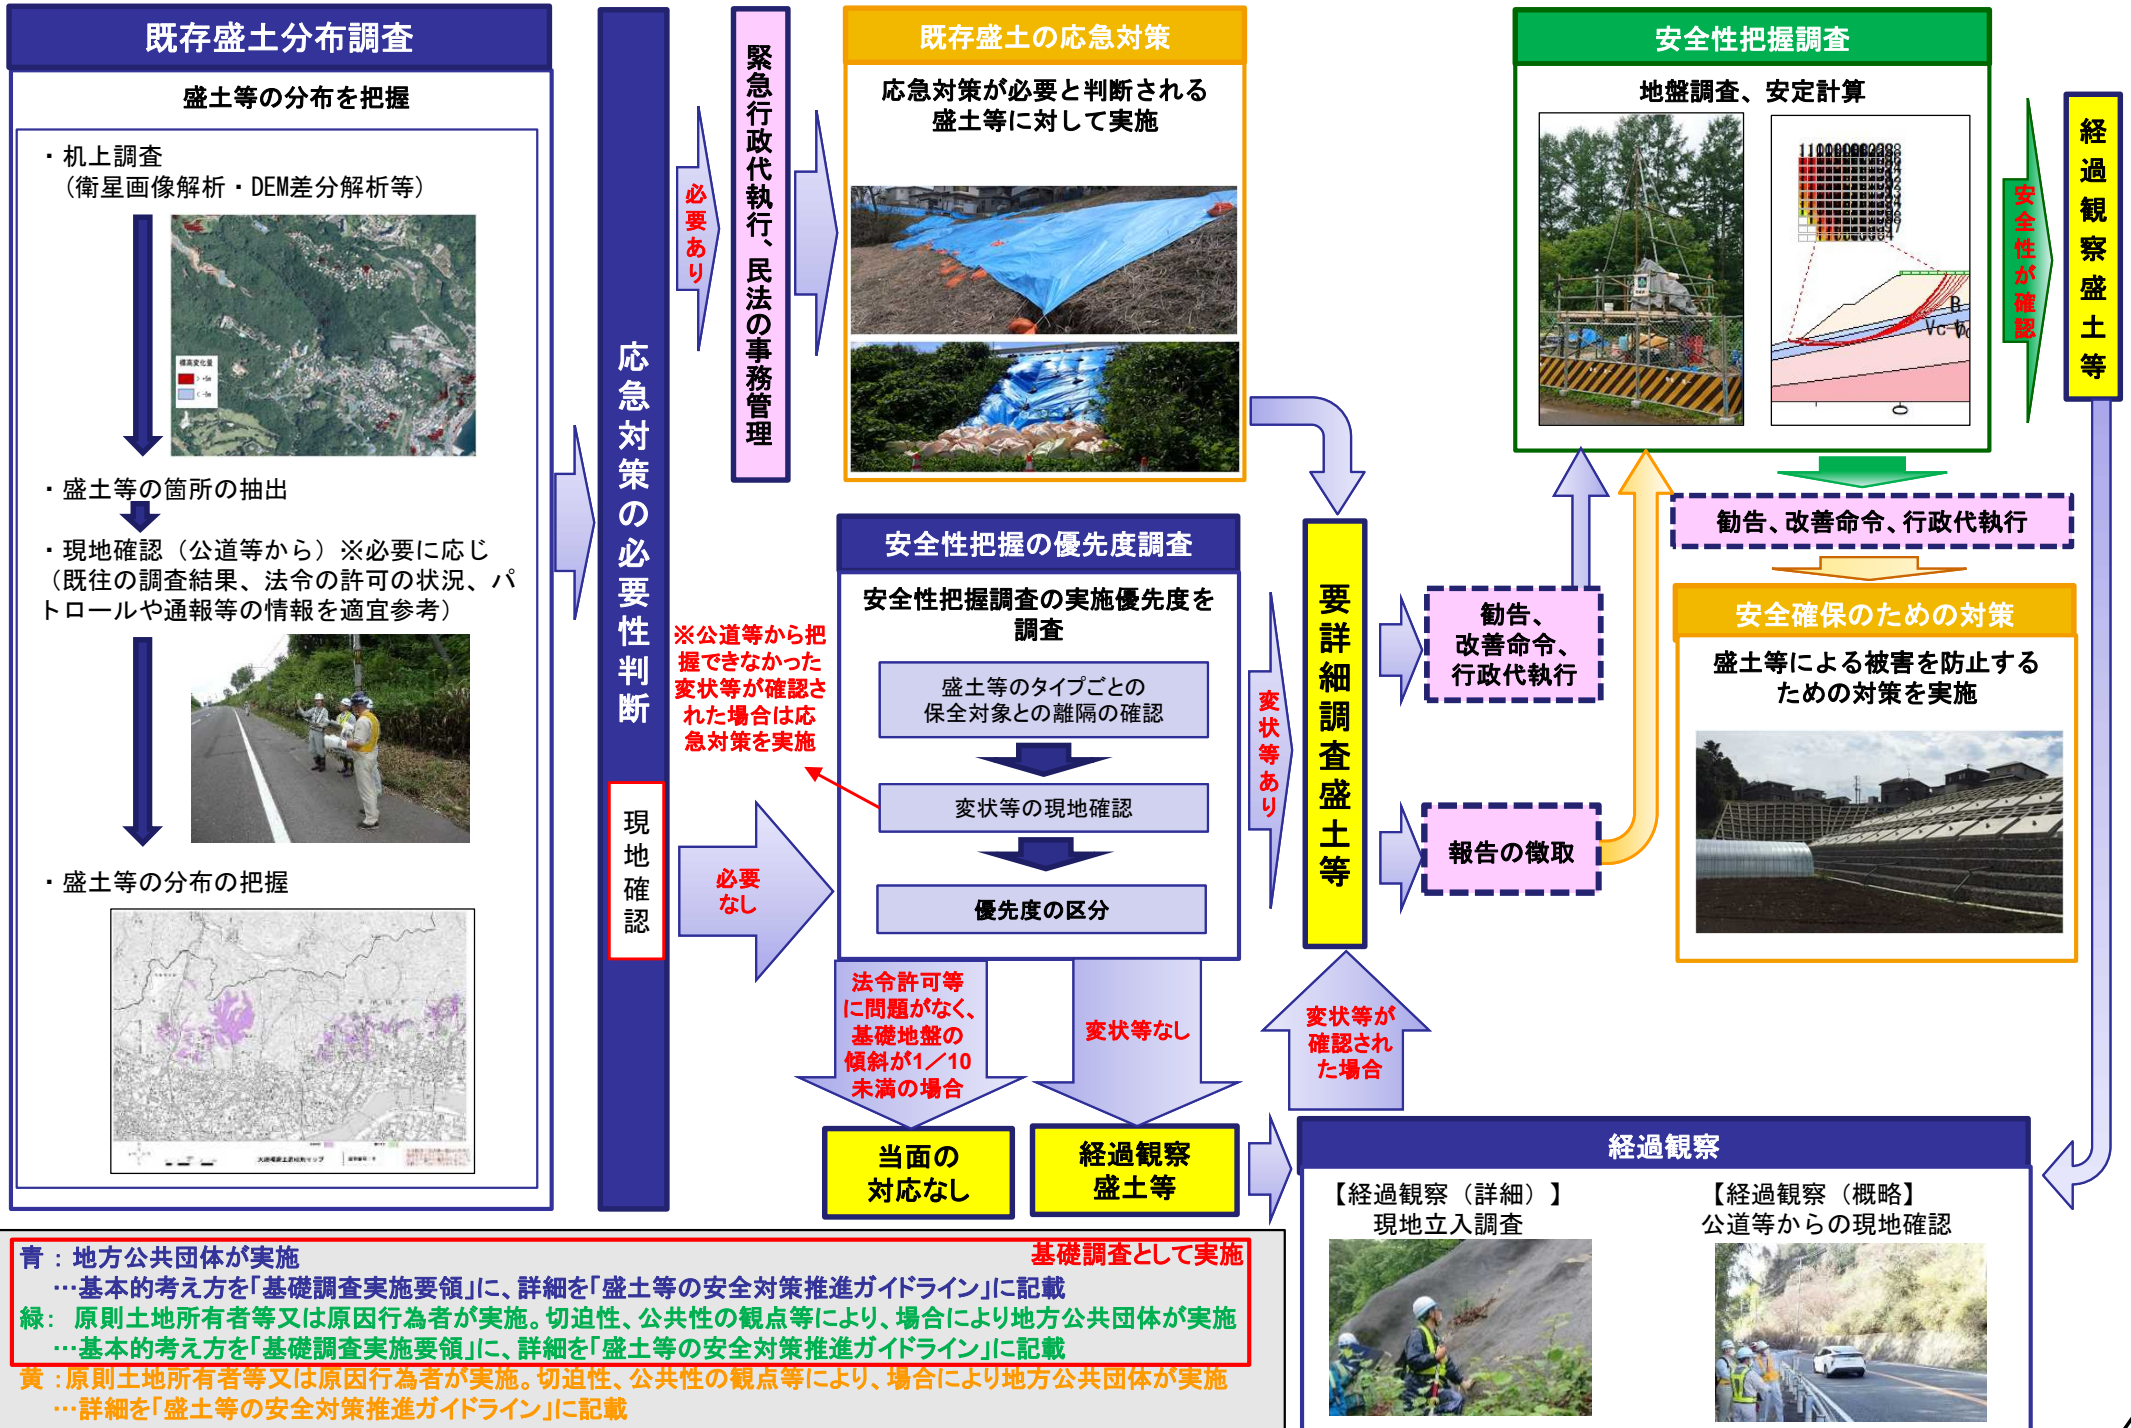 既存盛土分布調査
盛土等の分布を把握
・机上調査
（衛星画像解析・DEM差分解析等）
標高変化量
・盛土等の箇所の抽出
・現地確認（公道等から）※必要に応じ
（既往の調査結果、法令の許可の状況、パ
トロールや通報等の情報を適宜参考）
・盛土等の分布の把握
応急対策の必要性判断
現地確認
必要あり
緊急行政代執行、民法の事務管理
既存盛土の応急対策
応急対策が必要と判断される
盛土等に対して実施
※公道等から把
握できなかった
変状等が確認さ
れた場合は応
急対策を実施
必要
なし
安全性把握の優先度調査
安全性把握調査の実施優先度を
調査
盛土等のタイプごとの
保全対象との離隔の確認
変状等の現地確認
優先度の区分
法令許可等
に問題がなく、
基礎地盤の
傾斜が1／10
未満の場合
変状等なし
当面の
対応なし
経過観察
盛土等
変状等あり
要詳細調査盛土等
変状等が
確認され
た場合
勧告、
改善命令、
行政代執行
報告の徴取
安全性把握調査
地盤調査、安定計算
B
Vc
安全性が確認
経過観察盛土等
勧告、改善命令、行政代執行
安全確保のための対策
盛土等による被害を防止する
ための対策を実施
経過観察
【経過観察（詳細）】
現地立入調査
【経過観察（概略】
公道等からの現地確認
基礎調査として実施
青：地方公共団体が実施
…基本的考え方を「基礎調査実施要領」に、詳細を「盛土等の安全対策推進ガイドライン」に記載
緑： 原則土地所有者等又は原因行為者が実施。切迫性、公共性の観点等により、場合により地方公共団体が実施
…基本的考え方を「基礎調査実施要領」に、詳細を「盛土等の安全対策推進ガイドライン」に記載
黄：原則土地所有者等又は原因行為者が実施。切迫性、公共性の観点等により、場合により地方公共団体が実施
…詳細を「盛土等の安全対策推進ガイドライン」に記載